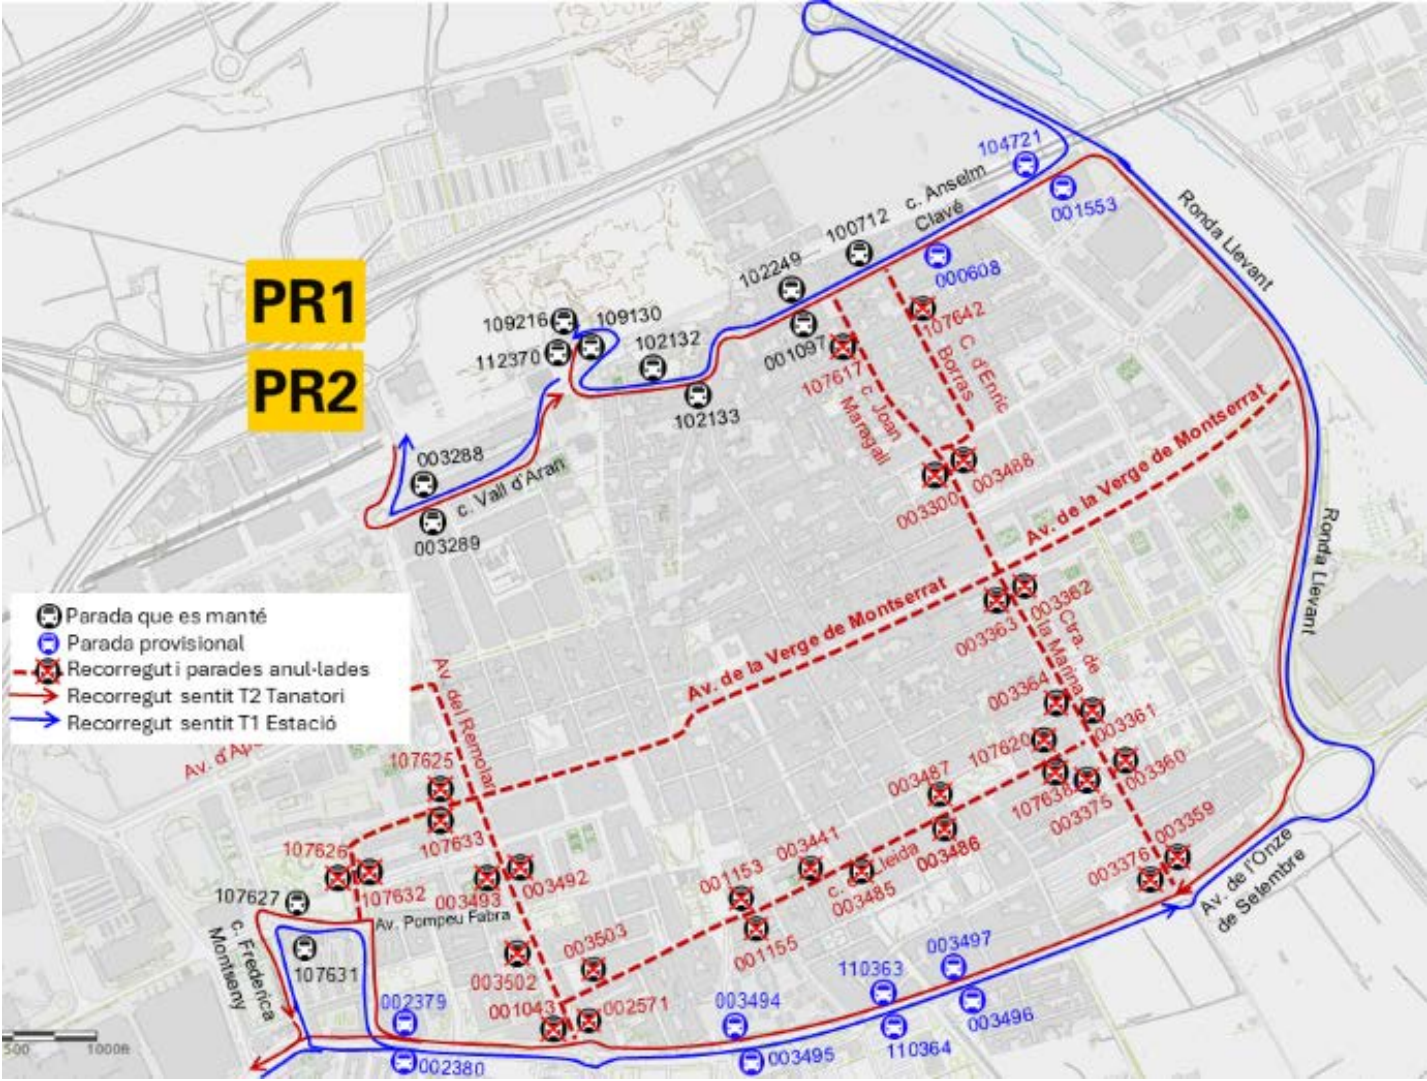 104721
001553
Ronda Llevant
c. Anselm
Clavé
100712
000608
102249
PR1
PR2
109216
109130
112370
102132
102133
001097
107617
107642
C. d'Enric
Borras
c. Joan
Maragall
003288
c. Vall d'Aran
003289
003300
003488
Av. de la Verge de Montserrat
Ronda Llevant
Parada que es manté
Parada provisional
Recorregut i parades anul·lades
Recorregut sentit T2 Tanatori
Recorregut sentit T1 Estació
Av. de la Verge de Montserrat
003363
003362
Ctra. de
la Marina
003364
003361
107620
003360
107638
003375
003359
003376
Av. del Remolar
107625
107633
107626
107632
003493
003492
107627
Av. Pompeu Fabra
c. Frederica
Montseny
107631
003502
003503
001043
002571
003487
003486
003441
003485
001153
001155
Av. de l'Onze
de Setembre
002379
002380
003494
003495
110363
110364
003497
003496
500
1000ft